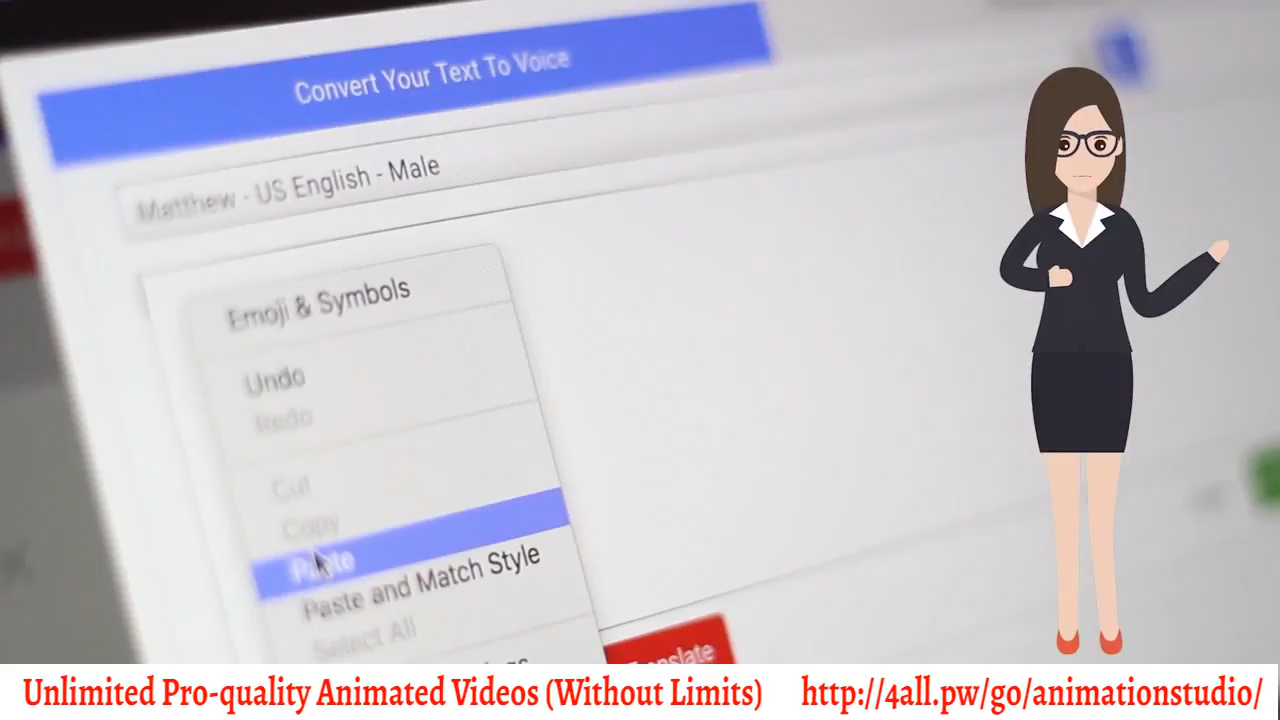 Convert Your Text To Voice
Matthew - US English - Male
Emoji & Symbols
Undo
Redo
Cut
Copy
Paste
Paste and Match Style
Select All
Translate
Unlimited Pro-quality Animated Videos (Without Limits) http://4all.pw/go/animationstudio/